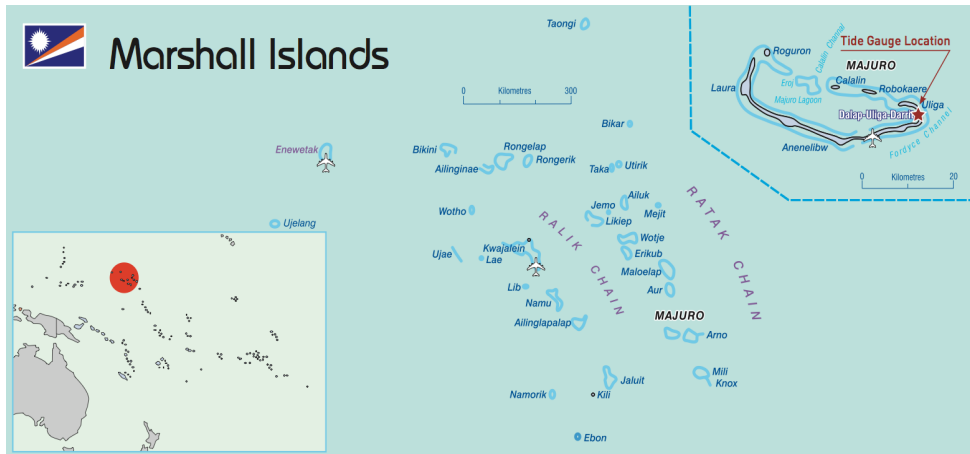 Marshall Islands
Taongi
0 Kilometres 300
Bikar
Enewetak
Bikini
Rongelap
Rongerik
Ailinginae
Taka
Utirik
Ujelang
Wotho
Jemo
Ailuk
Likiep
Mejit
RALIK CHAIN
RATAK CHAIN
Ujae
Lae
Kwajalein
Wotje
Erikub
Maloelap
Aur
Lib
Namu
Ailinglapalap
MAJURO
Arno
Namorik
Kili
Jaluit
Mili
Knox
Ebon
Tide Gauge Location
MAJURO
Roguron
Calalin Channal
Eroj
Calalin
Majuro Lagoon
Robokaere
Laura
Uliga
Dalap-Uliga-Darrit
Fordyce Channel
Anenelibw
0 Kilometres 20